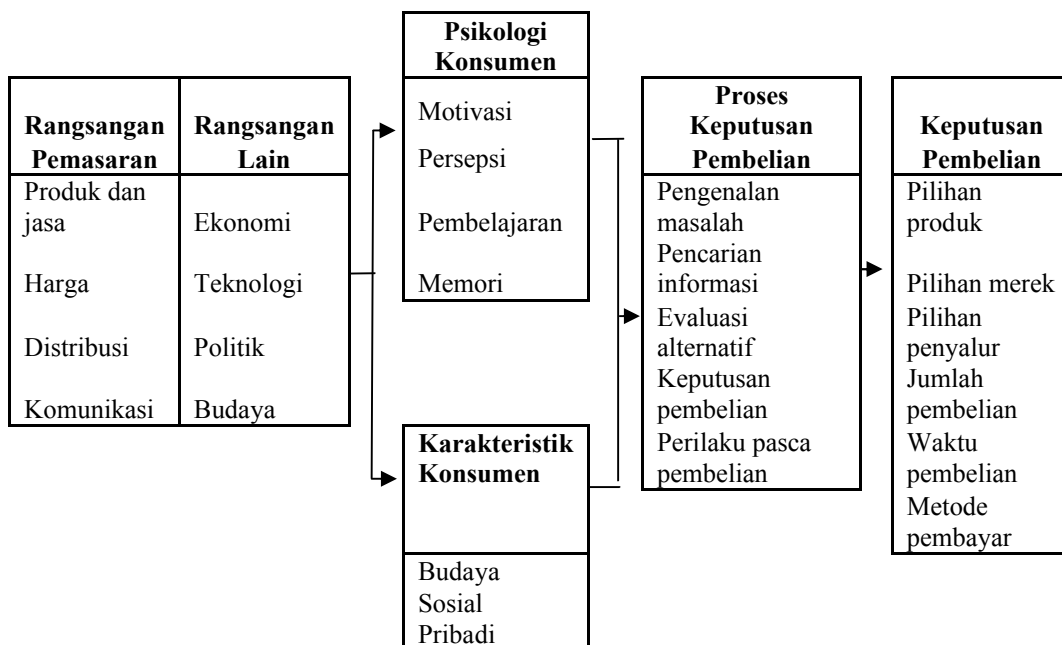 Rangsangan
Pemasaran
Produk dan
jasa
Harga
Distribusi
Komunikasi
Rangsangan
Lain
Ekonomi
Teknologi
Politik
Budaya
Psikologi
Konsumen
Motivasi
Persepsi
Pembelajaran
Memori
Karakteristik
Konsumen
Budaya
Sosial
Pribadi
Proses
Keputusan
Pembelian
Pengenalan
masalah
Pencarian
informasi
Evaluasi
alternatif
Keputusan
pembelian
Perilaku pasca
pembelian
Keputusan
Pembelian
Pilihan
produk
Pilihan merek
Pilihan
penyalur
Jumlah
pembelian
Waktu
pembelian
Metode
pembayar